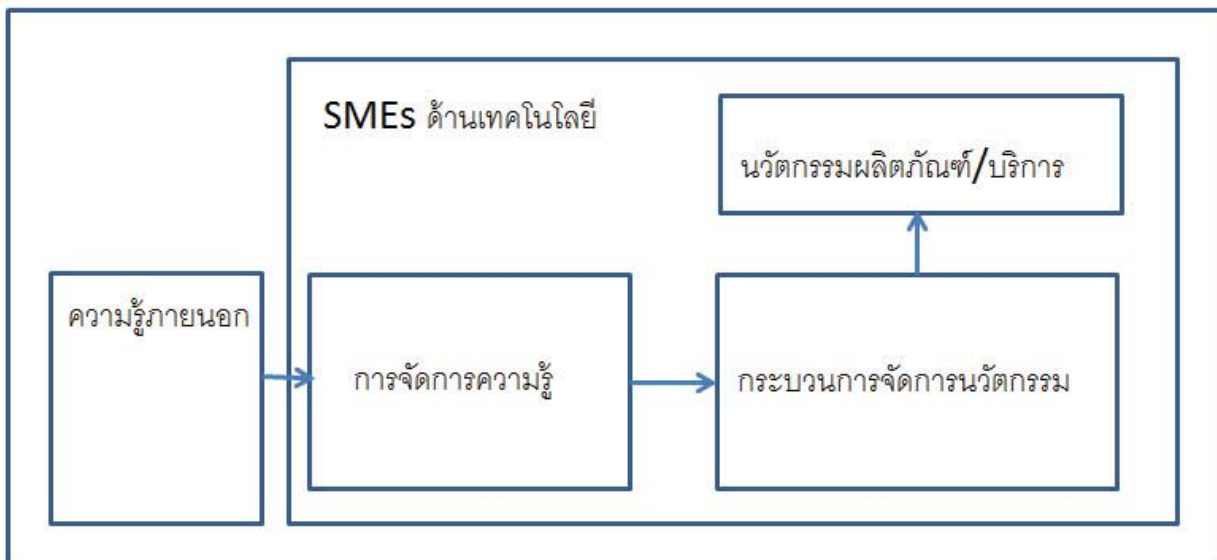 SMEs ด้านเทคโนโลยี
นวัตกรรมผลิตภัณฑ์/บริการ
ความรู้ภายนอก
การจัดการความรู้
กระบวนการจัดการนวัตกรรม